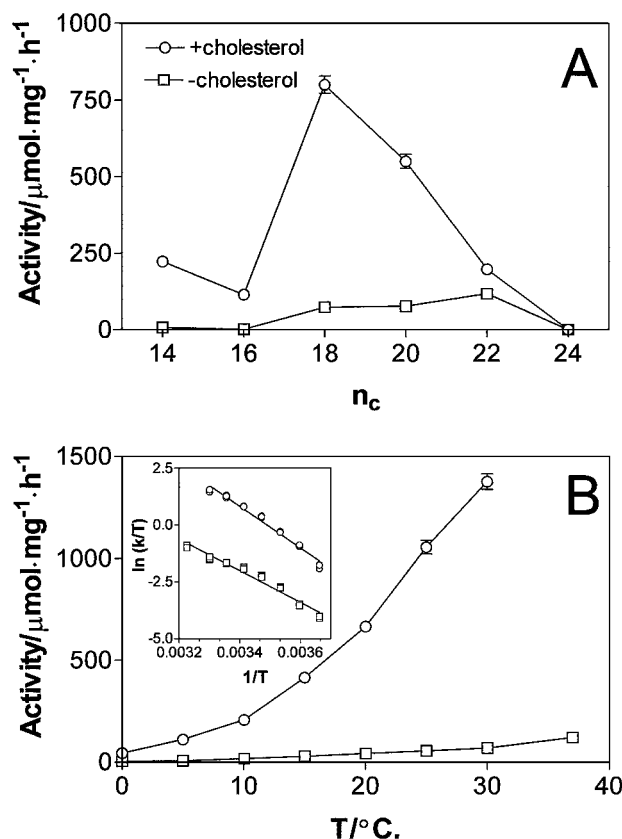 1000
750
500
250
0
Activity/µmol·mg⁻¹·h⁻¹
+cholesterol
-cholesterol
A
14 16 18 20 22 24
n_c
1500
1000
500
0
Activity/µmol·mg⁻¹·h⁻¹
2.5
0.0
-2.5
-5.0
ln (k/T)
0.0032 0.0034 0.0036
1/T
B
0 10 20 30 40
T/°C.